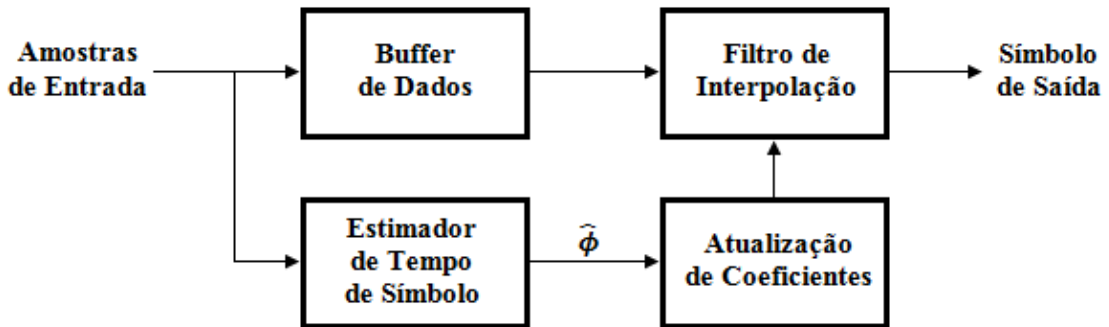 Amostras
de Entrada
Buffer
de Dados
Filtro de
Interpolação
Símbolo
de Saída
Estimador
de Tempo
de Símbolo
ϕ̂
Atualização
de Coeficientes